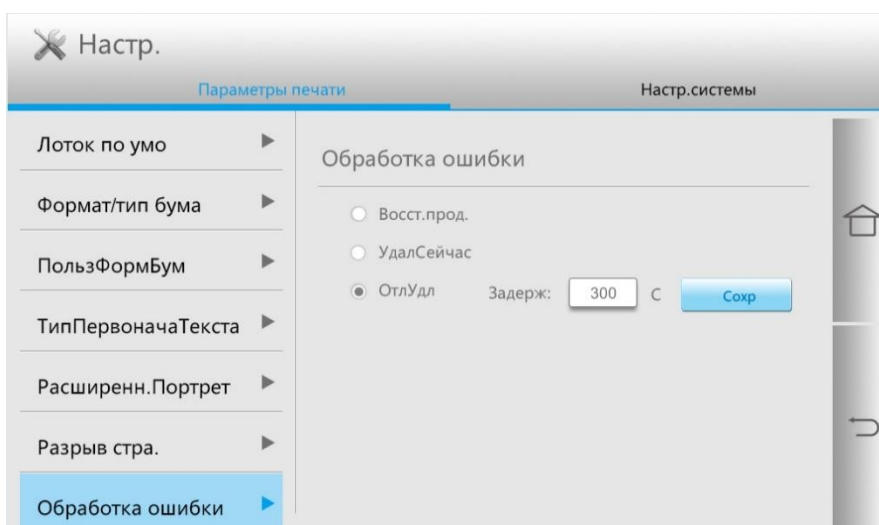 Настр.
Параметры печати
Настр.системы
Лоток по умо
Формат/тип бума
ПользФормБум
ТипПервоначаТекста
Расширенн.Портрет
Разрыв стра.
Обработка ошибки
Обработка ошибки
Восст.прод.
УдалСейчас
ОтлУдл Задерж: 300 С Сохр